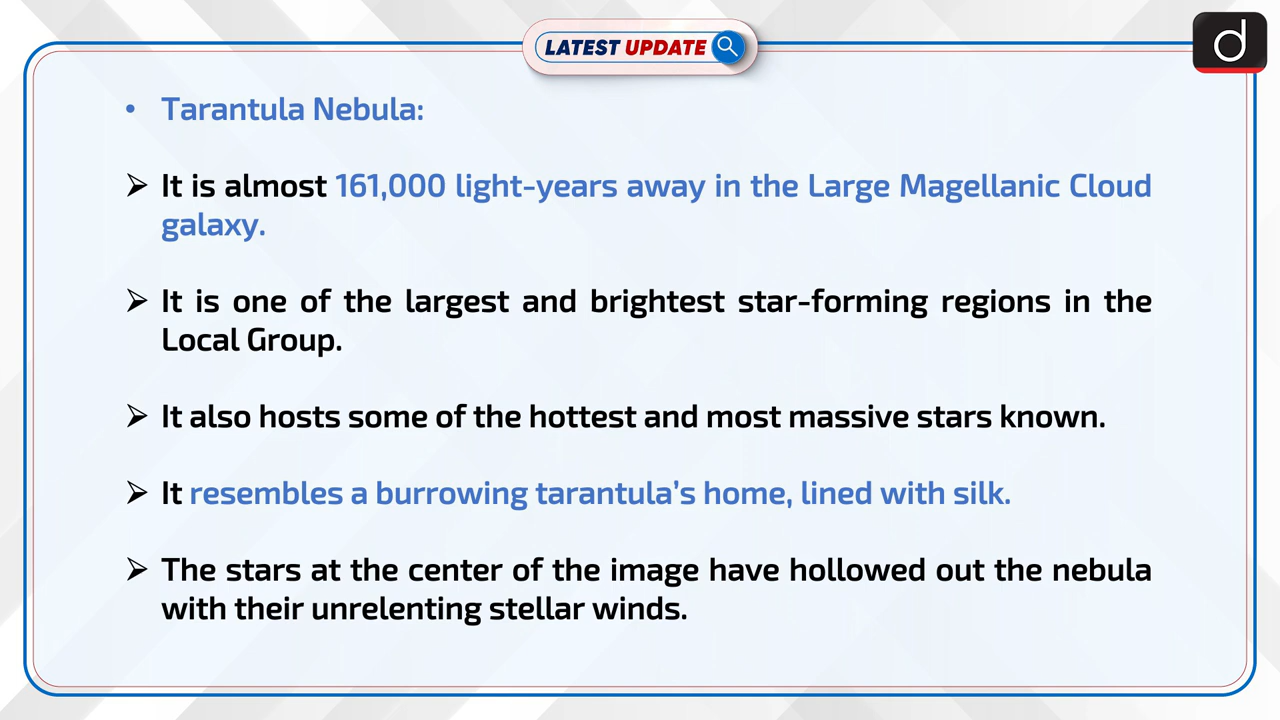 LATEST UPDATE
d
• Tarantula Nebula:
➢ It is almost 161,000 light-years away in the Large Magellanic Cloud
galaxy.
➢ It is one of the largest and brightest star-forming regions in the
Local Group.
➢ It also hosts some of the hottest and most massive stars known.
➢ It resembles a burrowing tarantula’s home, lined with silk.
➢ The stars at the center of the image have hollowed out the nebula
with their unrelenting stellar winds.